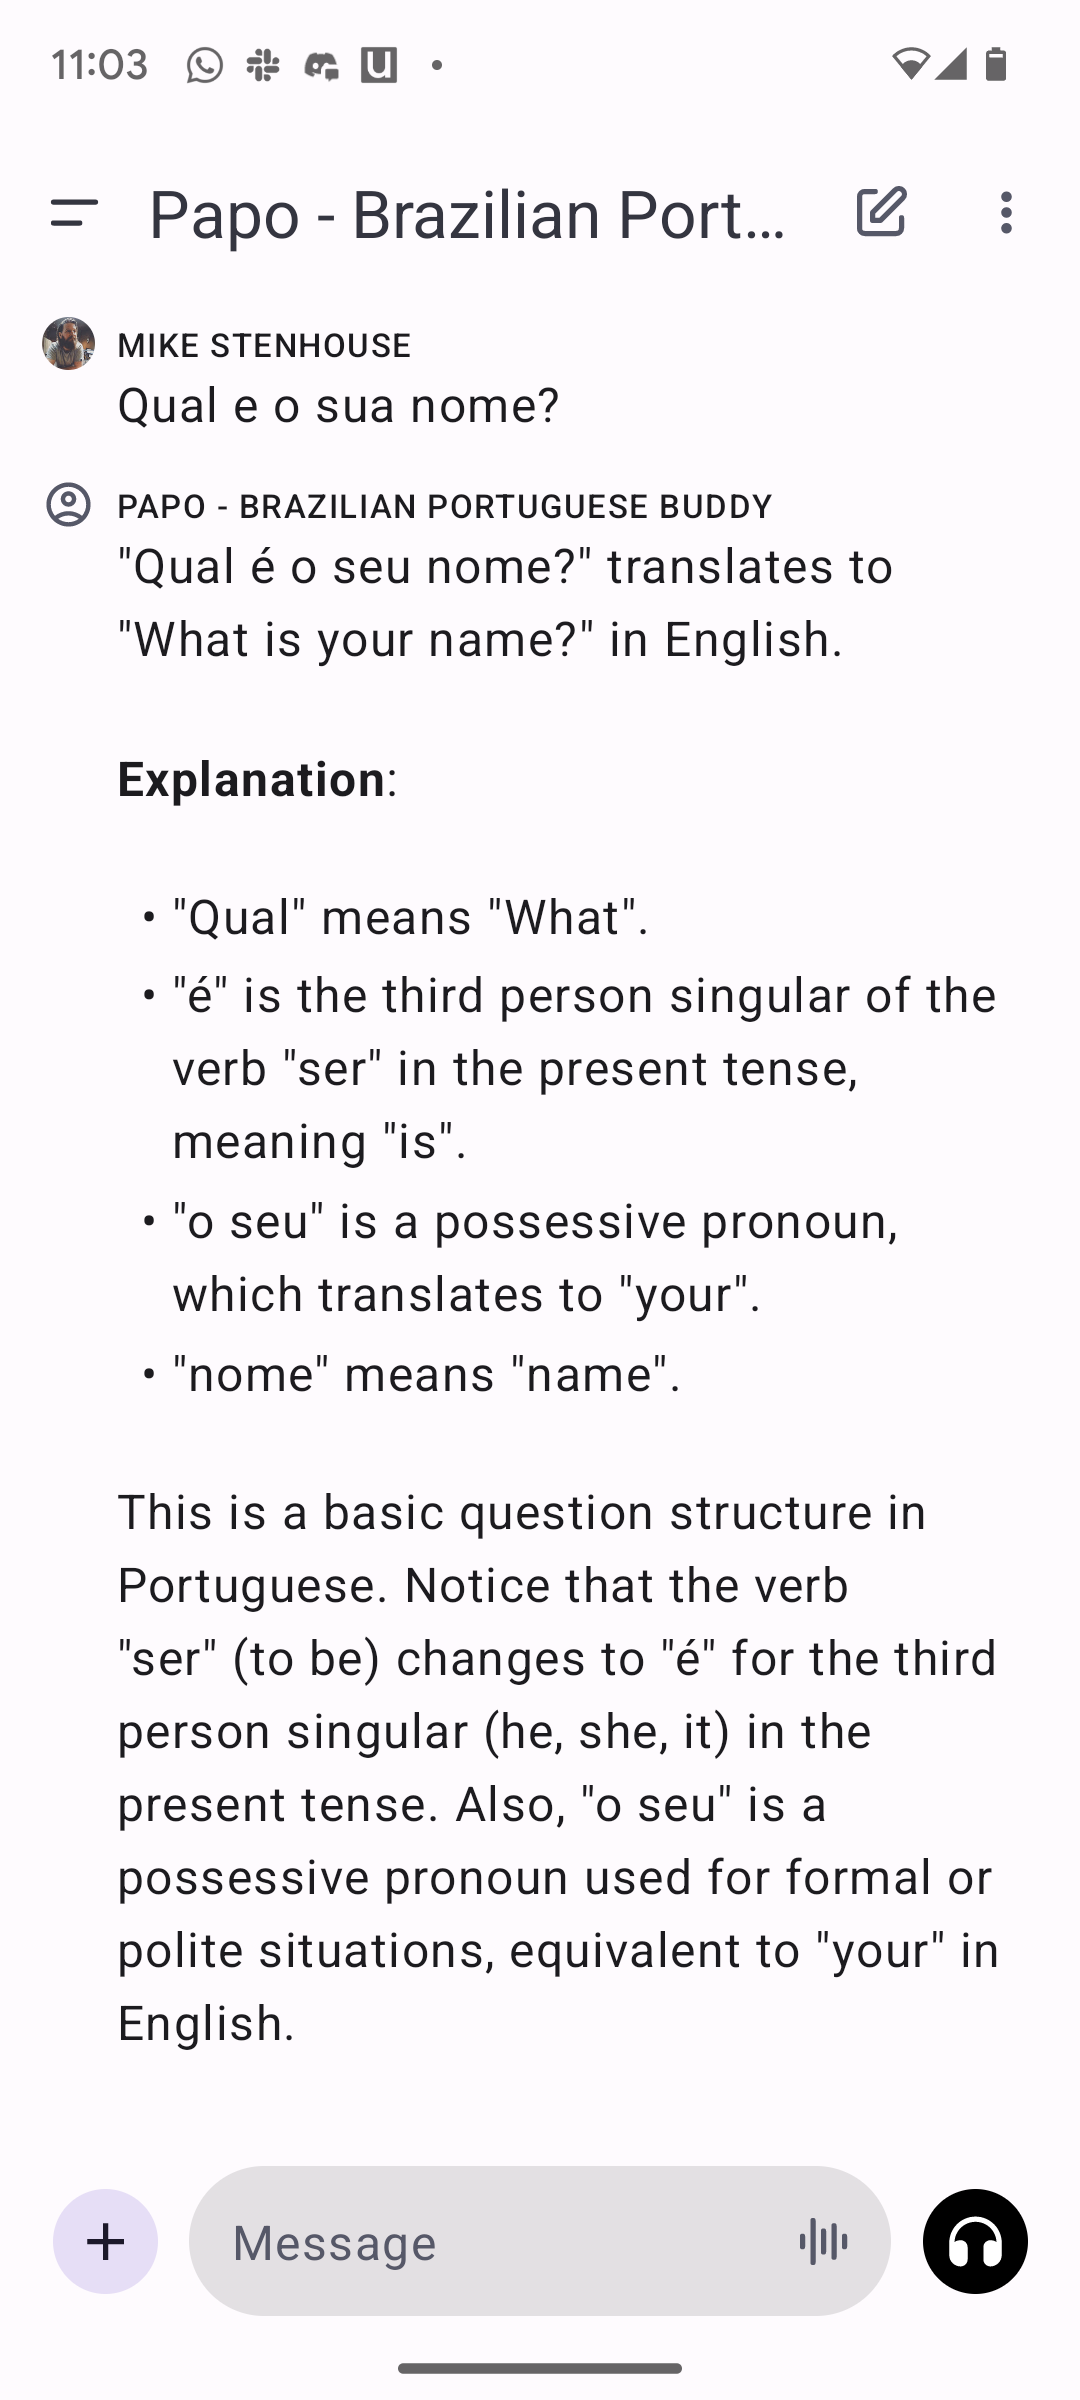 11:03
Papo - Brazilian Port...
MIKE STENHOUSE
Qual e o sua nome?
PAPO - BRAZILIAN PORTUGUESE BUDDY
"Qual é o seu nome?" translates to
"What is your name?" in English.
Explanation:
• "Qual" means "What".
• "é" is the third person singular of the
verb "ser" in the present tense,
meaning "is".
• "o seu" is a possessive pronoun,
which translates to "your".
• "nome" means "name".
This is a basic question structure in
Portuguese. Notice that the verb
"ser" (to be) changes to "é" for the third
person singular (he, she, it) in the
present tense. Also, "o seu" is a
possessive pronoun used for formal or
polite situations, equivalent to "your" in
English.
Message